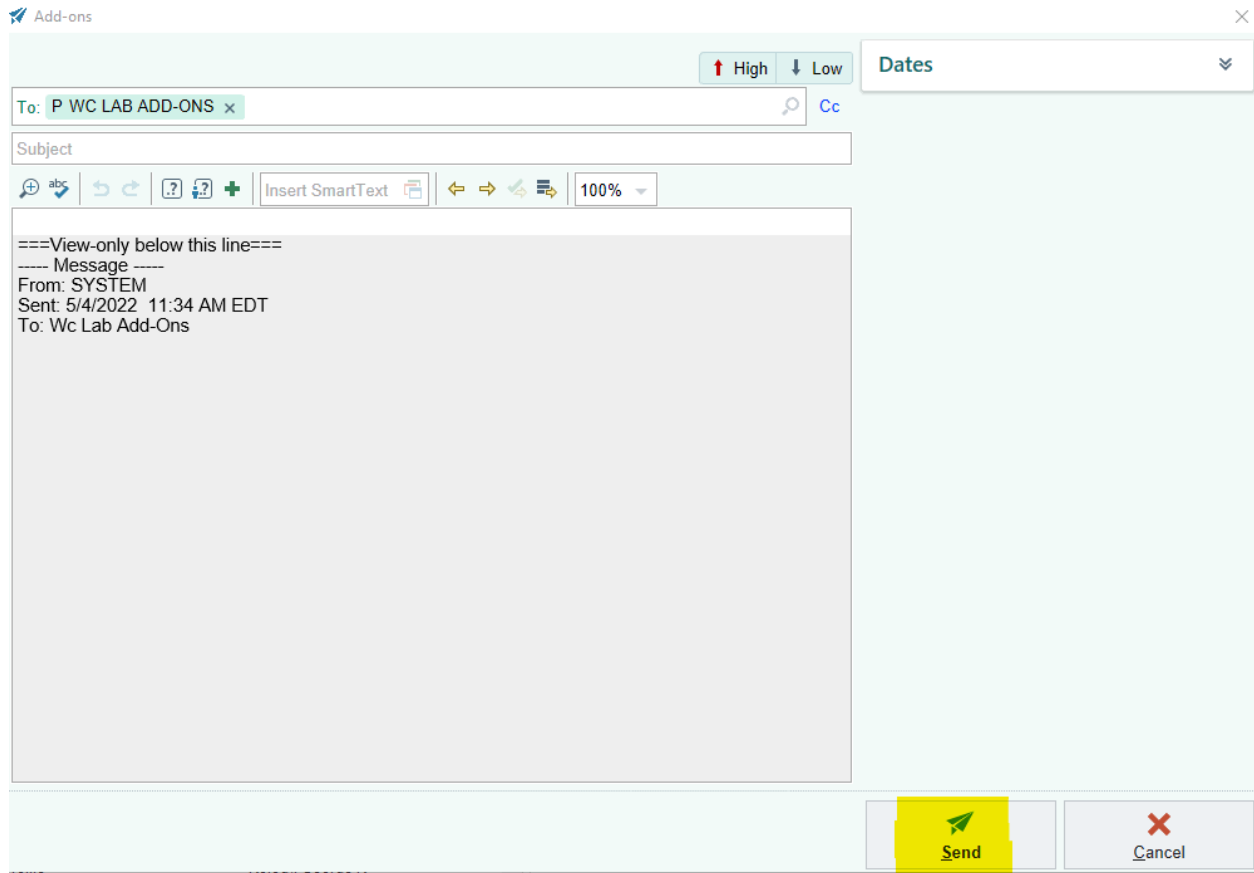 Add-ons
High Low
Dates
To: P WC LAB ADD-ONS Cc
Subject
abc Insert SmartText 100%
===View-only below this line===
----- Message -----
From: SYSTEM
Sent: 5/4/2022 11:34 AM EDT
To: Wc Lab Add-Ons
Send
Cancel